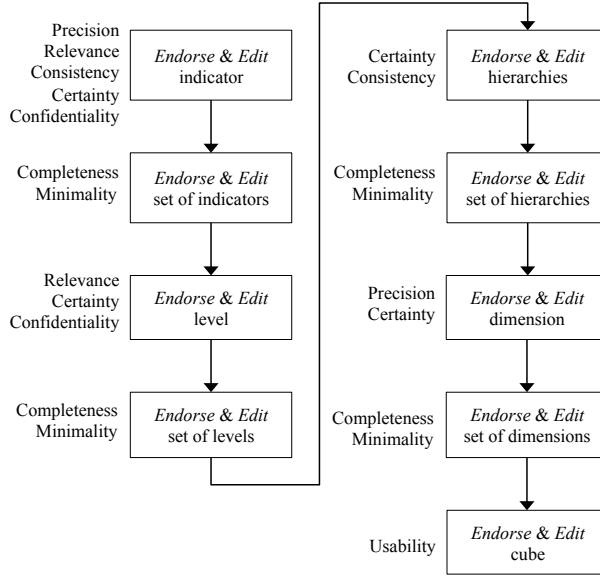 Precision
Relevance
Consistency
Certainty
Confidentiality
Endorse & Edit
indicator
Completeness
Minimality
Endorse & Edit
set of indicators
Relevance
Certainty
Confidentiality
Endorse & Edit
level
Completeness
Minimality
Endorse & Edit
set of levels
Certainty
Consistency
Endorse & Edit
hierarchies
Completeness
Minimality
Endorse & Edit
set of hierarchies
Precision
Certainty
Endorse & Edit
dimension
Completeness
Minimality
Endorse & Edit
set of dimensions
Usability
Endorse & Edit
cube